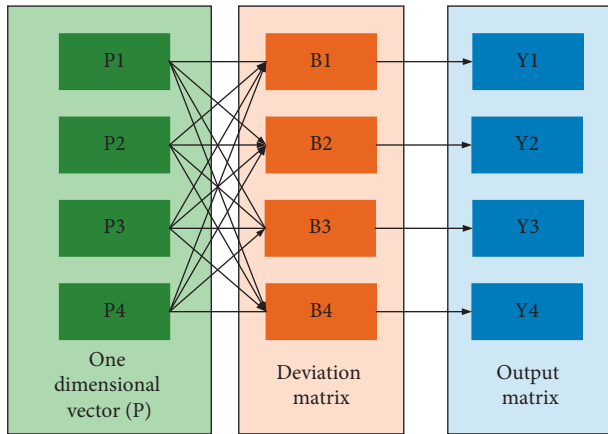 P1 B1 Y1
P2 B2 Y2
P3 B3 Y3
P4 B4 Y4
One
dimensional
vector (P)
Deviation
matrix
Output
matrix